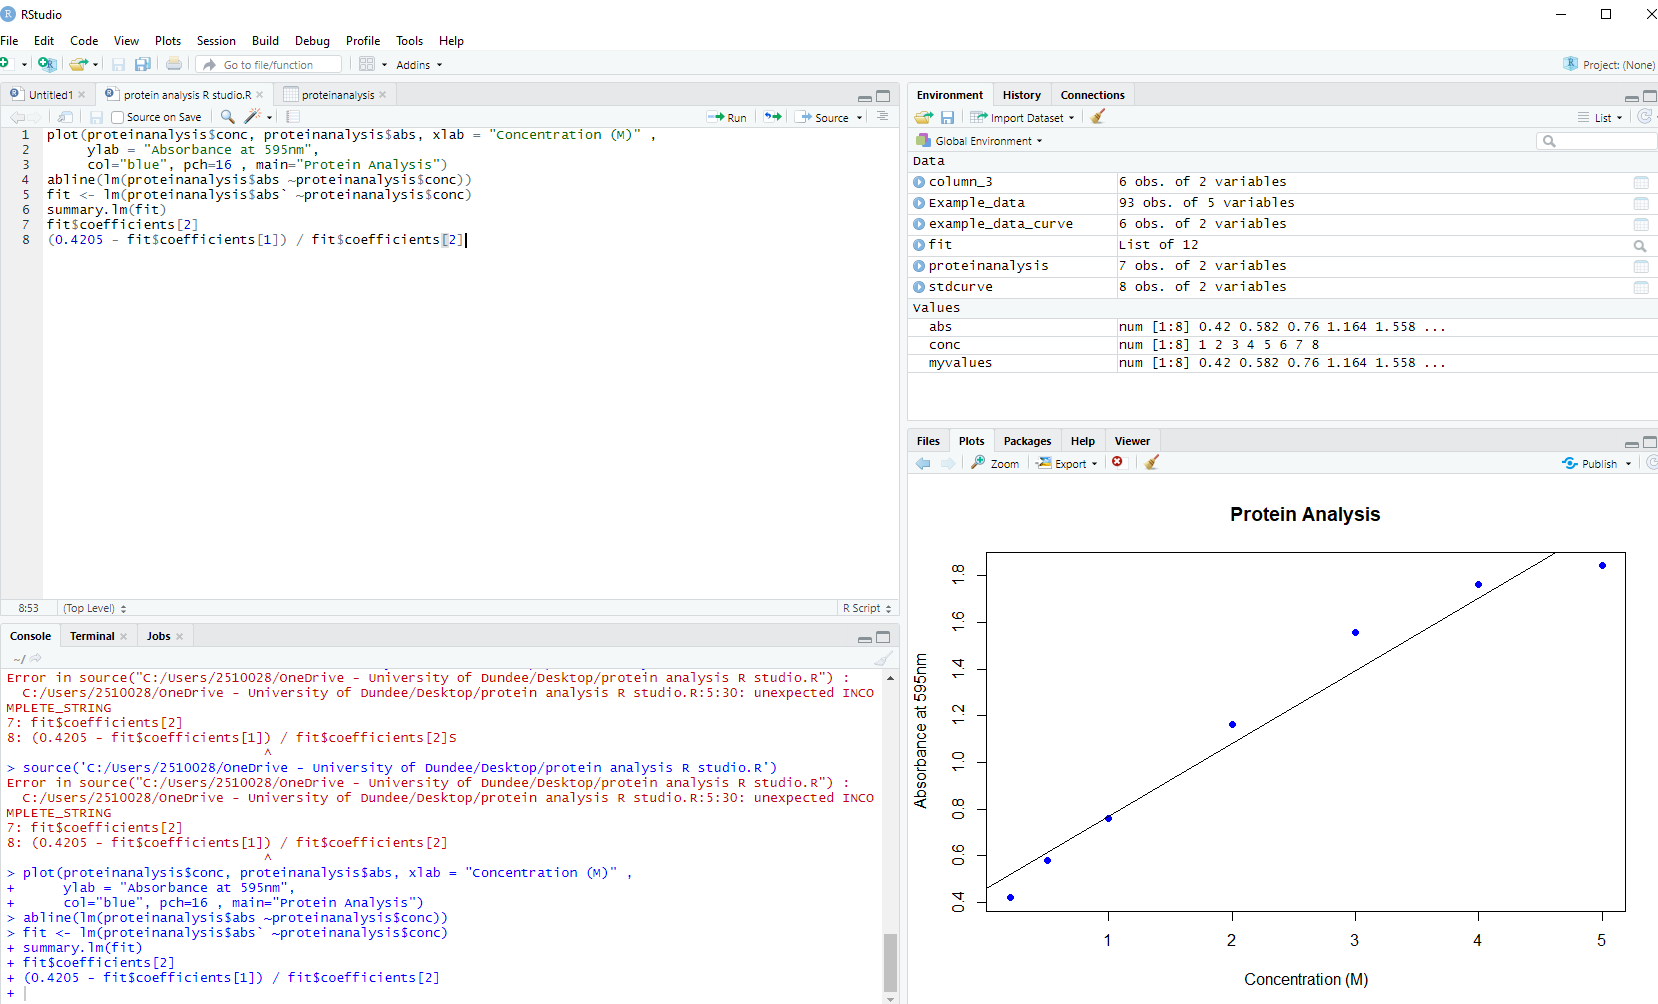 RStudio
File Edit Code View Plots Session Build Debug Profile Tools Help
Go to file/function Addins Project: (None)
Untitled1 protein analysis R studio.R proteinanalysis
Source on Save Run Source
1 plot(proteinanalysis$conc, proteinanalysis$abs, xlab = "Concentration (M)" ,
2 ylab = "Absorbance at 595nm",
3 col="blue", pch=16 , main="Protein Analysis")
4 abline(lm(proteinanalysis$abs ~proteinanalysis$conc))
5 fit <- lm(proteinanalysis$abs` ~proteinanalysis$conc)
6 summary.lm(fit)
7 fit$coefficients[2]
8 (0.4205 - fit$coefficients[1]) / fit$coefficients[2]
8:53 (Top Level) R Script
Console Terminal Jobs
~/
Error in source("C:/Users/2510028/OneDrive - University of Dundee/Desktop/protein analysis R studio.R") :
C:/Users/2510028/OneDrive - University of Dundee/Desktop/protein analysis R studio.R:5:30: unexpected INCO
MPLETE_STRING
7: fit$coefficients[2]
8: (0.4205 - fit$coefficients[1]) / fit$coefficients[2]S
^
> source('C:/Users/2510028/OneDrive - University of Dundee/Desktop/protein analysis R studio.R')
Error in source("C:/Users/2510028/OneDrive - University of Dundee/Desktop/protein analysis R studio.R") :
C:/Users/2510028/OneDrive - University of Dundee/Desktop/protein analysis R studio.R:5:30: unexpected INCO
MPLETE_STRING
7: fit$coefficients[2]
8: (0.4205 - fit$coefficients[1]) / fit$coefficients[2]
^
> plot(proteinanalysis$conc, proteinanalysis$abs, xlab = "Concentration (M)" ,
+ ylab = "Absorbance at 595nm",
+ col="blue", pch=16 , main="Protein Analysis")
> abline(lm(proteinanalysis$abs ~proteinanalysis$conc))
> fit <- lm(proteinanalysis$abs` ~proteinanalysis$conc)
+ summary.lm(fit)
+ fit$coefficients[2]
+ (0.4205 - fit$coefficients[1]) / fit$coefficients[2]
+
Environment History Connections
Import Dataset List
Global Environment
Data
column_3 6 obs. of 2 variables
Example_data 93 obs. of 5 variables
example_data_curve 6 obs. of 2 variables
fit List of 12
proteinanalysis 7 obs. of 2 variables
stdcurve 8 obs. of 2 variables
Values
abs num [1:8] 0.42 0.582 0.76 1.164 1.558 ...
conc num [1:8] 1 2 3 4 5 6 7 8
myvalues num [1:8] 0.42 0.582 0.76 1.164 1.558 ...
Files Plots Packages Help Viewer
Zoom Export Publish
Protein Analysis
Absorbance at 595nm
1.8
1.6
1.4
1.2
1.0
0.8
0.6
0.4
1 2 3 4 5
Concentration (M)